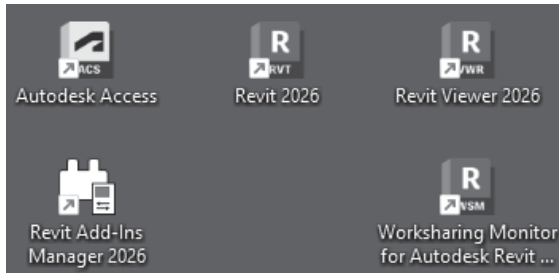 ACS
Autodesk Access
R
RVT
Revit 2026
R
VWR
Revit Viewer 2026
Revit Add-Ins
Manager 2026
R
WSM
Worksharing Monitor
for Autodesk Revit ...